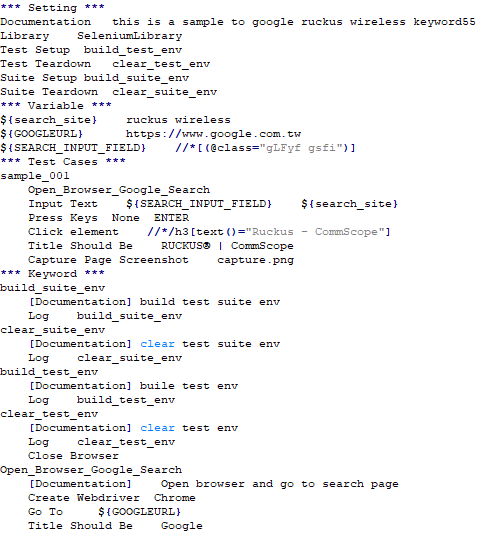 *** Setting ***
Documentation   this is a sample to google ruckus wireless keyword55
Library    SeleniumLibrary
Test Setup  build_test_env
Test Teardown   clear_test_env
Suite Setup build_suite_env
Suite Teardown  clear_suite_env
*** Variable ***
${search_site}    ruckus wireless
${GOOGLEURL}      https://www.google.com.tw
${SEARCH_INPUT_FIELD}    //*[(@class="gLFyf gsfi")]
*** Test Cases ***
sample_001
    Open_Browser_Google_Search
    Input Text    ${SEARCH_INPUT_FIELD}    ${search_site}
    Press Keys  None  ENTER
    Click element    //*/h3[text()="Ruckus - CommScope"]
    Title Should Be    RUCKUS® | CommScope
    Capture Page Screenshot    capture.png
*** Keyword ***
build_suite_env
    [Documentation] build test suite env
    Log    build_suite_env
clear_suite_env
    [Documentation] clear test suite env
    Log    clear_suite_env
build_test_env
    [Documentation] buile test env
    Log    build_test_env
clear_test_env
    [Documentation] clear test env
    Log    clear_test_env
    Close Browser
Open_Browser_Google_Search
    [Documentation]    Open browser and go to search page
    Create Webdriver  Chrome
    Go To     ${GOOGLEURL}
    Title Should Be    Google